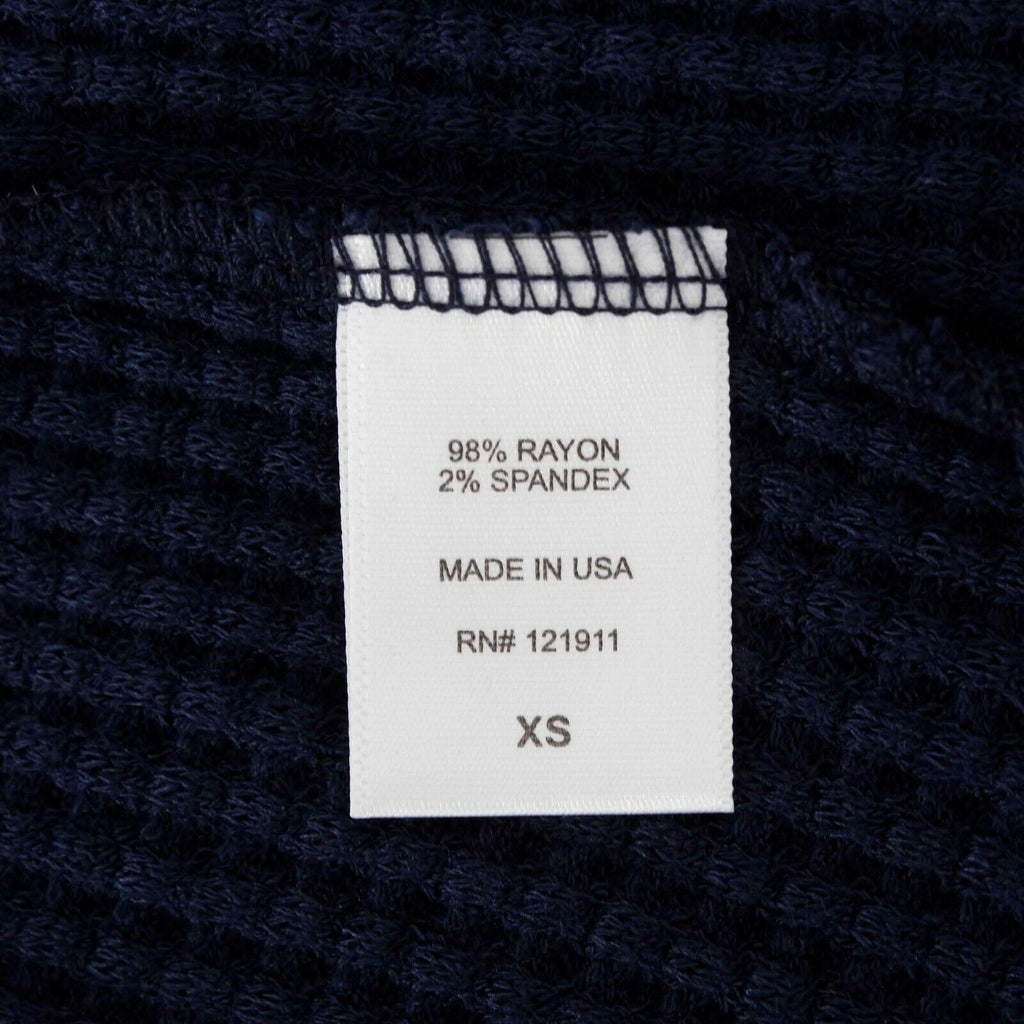 98% RAYON
2% SPANDEX
MADE IN USA
RN# 121911
XS